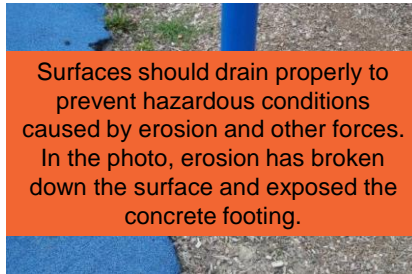 Surfaces should drain properly to
prevent hazardous conditions
caused by erosion and other forces.
In the photo, erosion has broken
down the surface and exposed the
concrete footing.